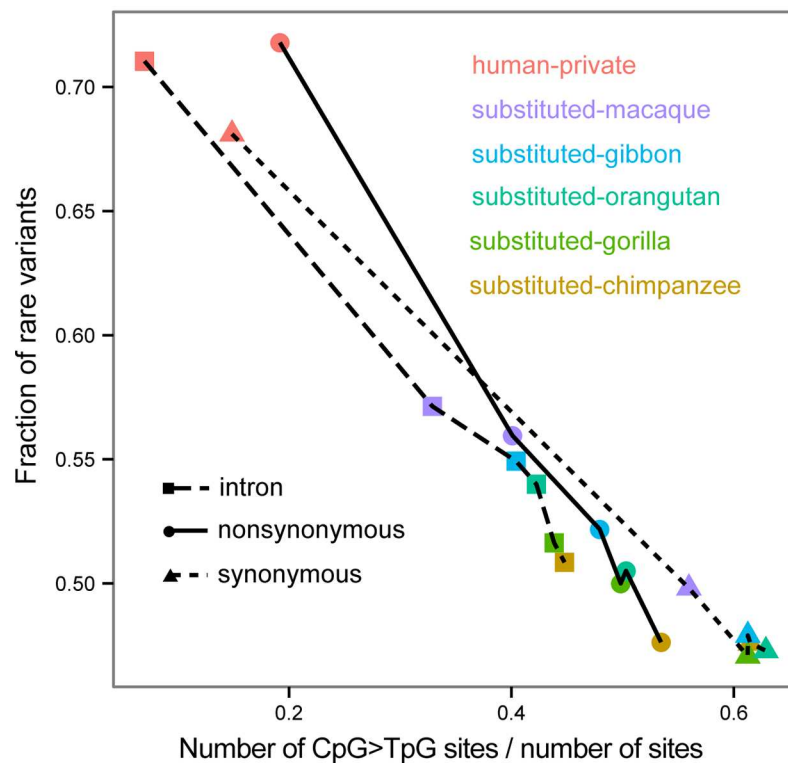 Fraction of rare variants
0.70
0.65
0.60
0.55
0.50
human-private
substituted-macaque
substituted-gibbon
substituted-orangutan
substituted-gorilla
substituted-chimpanzee
intron
nonsynonymous
synonymous
0.2 0.4 0.6
Number of CpG>TpG sites / number of sites